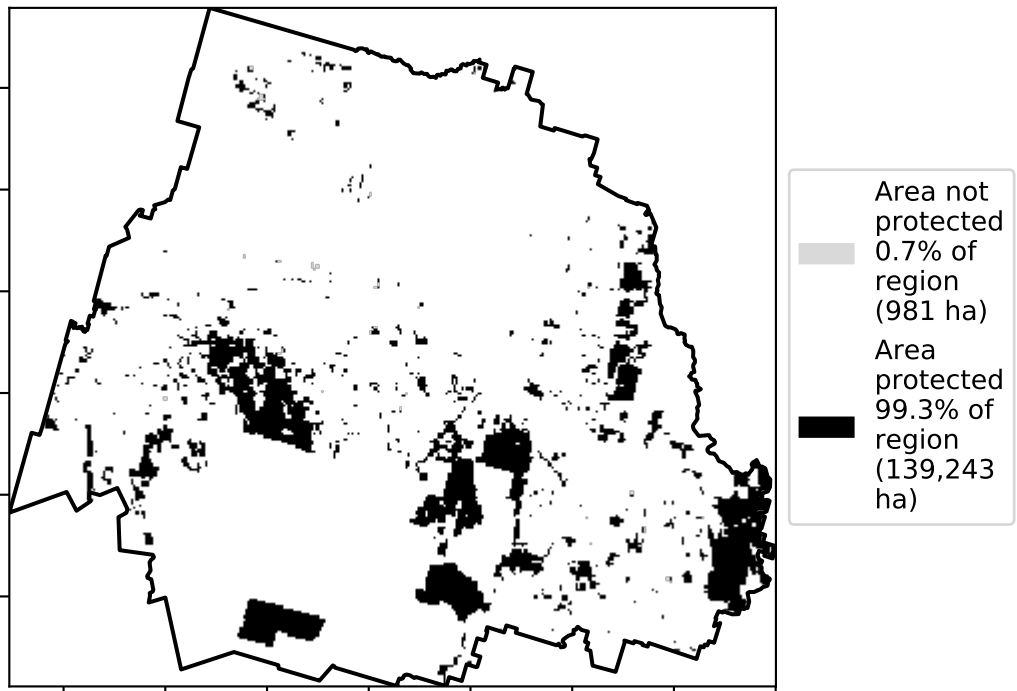 Area not
protected
0.7% of
region
(981 ha)
Area
protected
99.3% of
region
(139,243
ha)